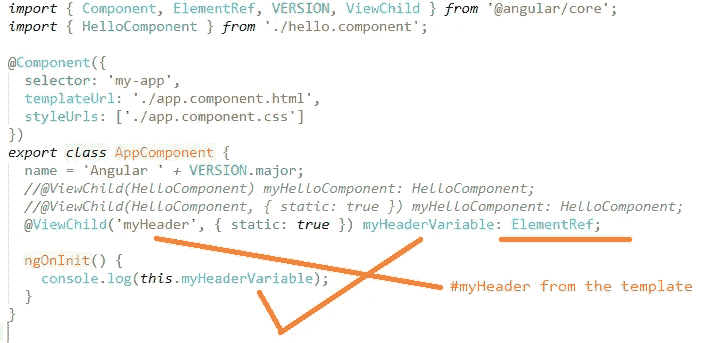 import { Component, ElementRef, VERSION, ViewChild } from '@angular/core';
import { HelloComponent } from './hello.component';
@Component({
selector: 'my-app',
templateUrl: './app.component.html',
styleUrls: ['./app.component.css']
})
export class AppComponent {
name = 'Angular ' + VERSION.major;
//@ViewChild(HelloComponent) myHelloComponent: HelloComponent;
//@ViewChild(HelloComponent, { static: true }) myHelloComponent: HelloComponent;
@ViewChild('myHeader', { static: true }) myHeaderVariable: ElementRef;
ngOnInit() {
console.log(this.myHeaderVariable);
#myHeader from the template
}
}